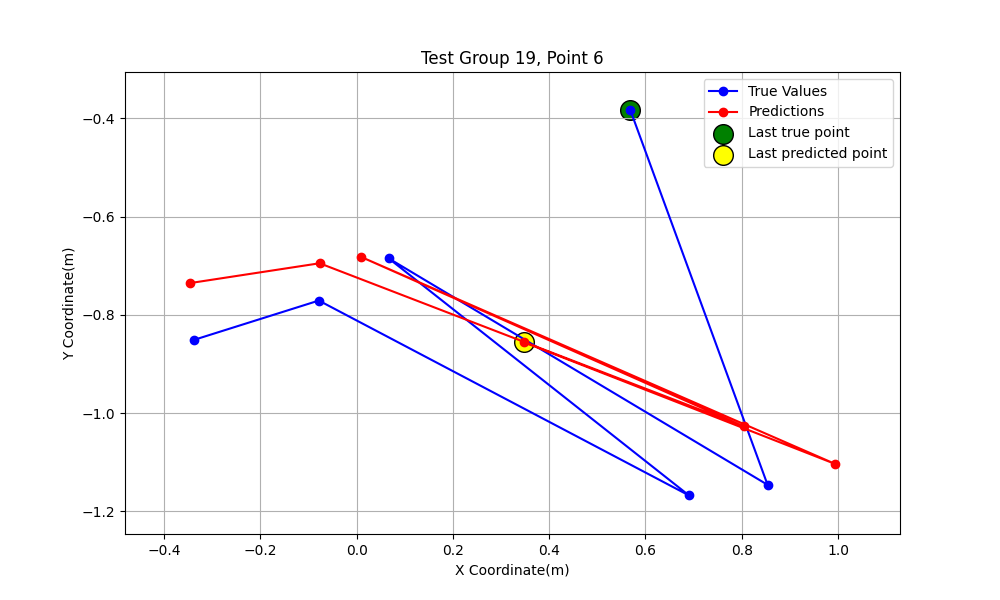 Test Group 19, Point 6
True Values
Predictions
Last true point
Last predicted point
Y Coordinate(m)
−0.4
−0.6
−0.8
−1.0
−1.2
−0.4 −0.2 0.0 0.2 0.4 0.6 0.8 1.0
X Coordinate(m)